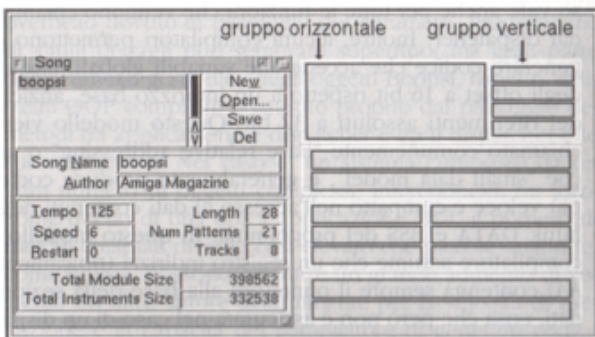 gruppo orizzontale gruppo verticale
Song
boopsi
New
Open...
Save
Del
Song Name boopsi
Author Amiga Magazine
Tempo 125 Length 28
Speed 6 Num Patterns 21
Restart 0 Tracks 8
Total Module Size 398562
Total Instruments Size 332538